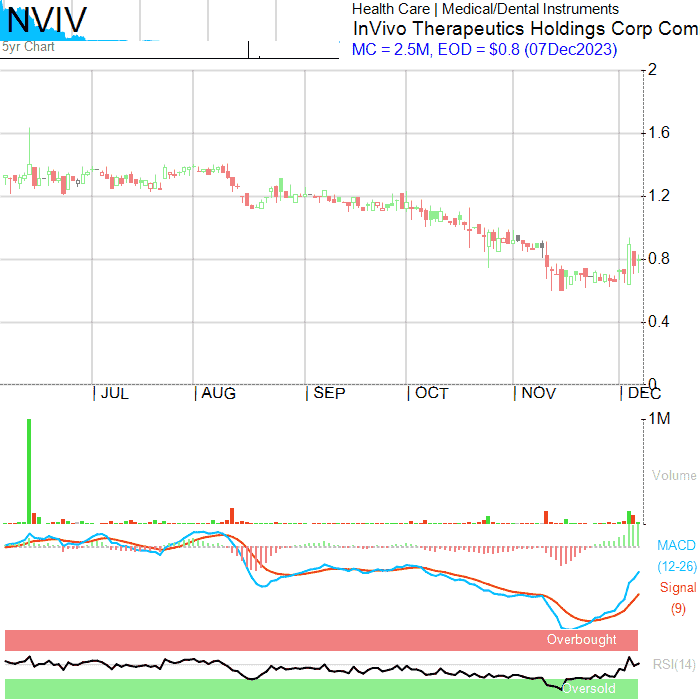 NVIV
5yr Chart
Health Care | Medical/Dental Instruments
InVivo Therapeutics Holdings Corp Com
MC = 2.5M, EOD = $0.8 (07Dec2023)
2
1.6
1.2
0.8
0.4
0
JUL AUG SEP OCT NOV DEC
1M
Volume
MACD
(12-26)
Signal
(9)
Overbought
RSI(14)
Oversold